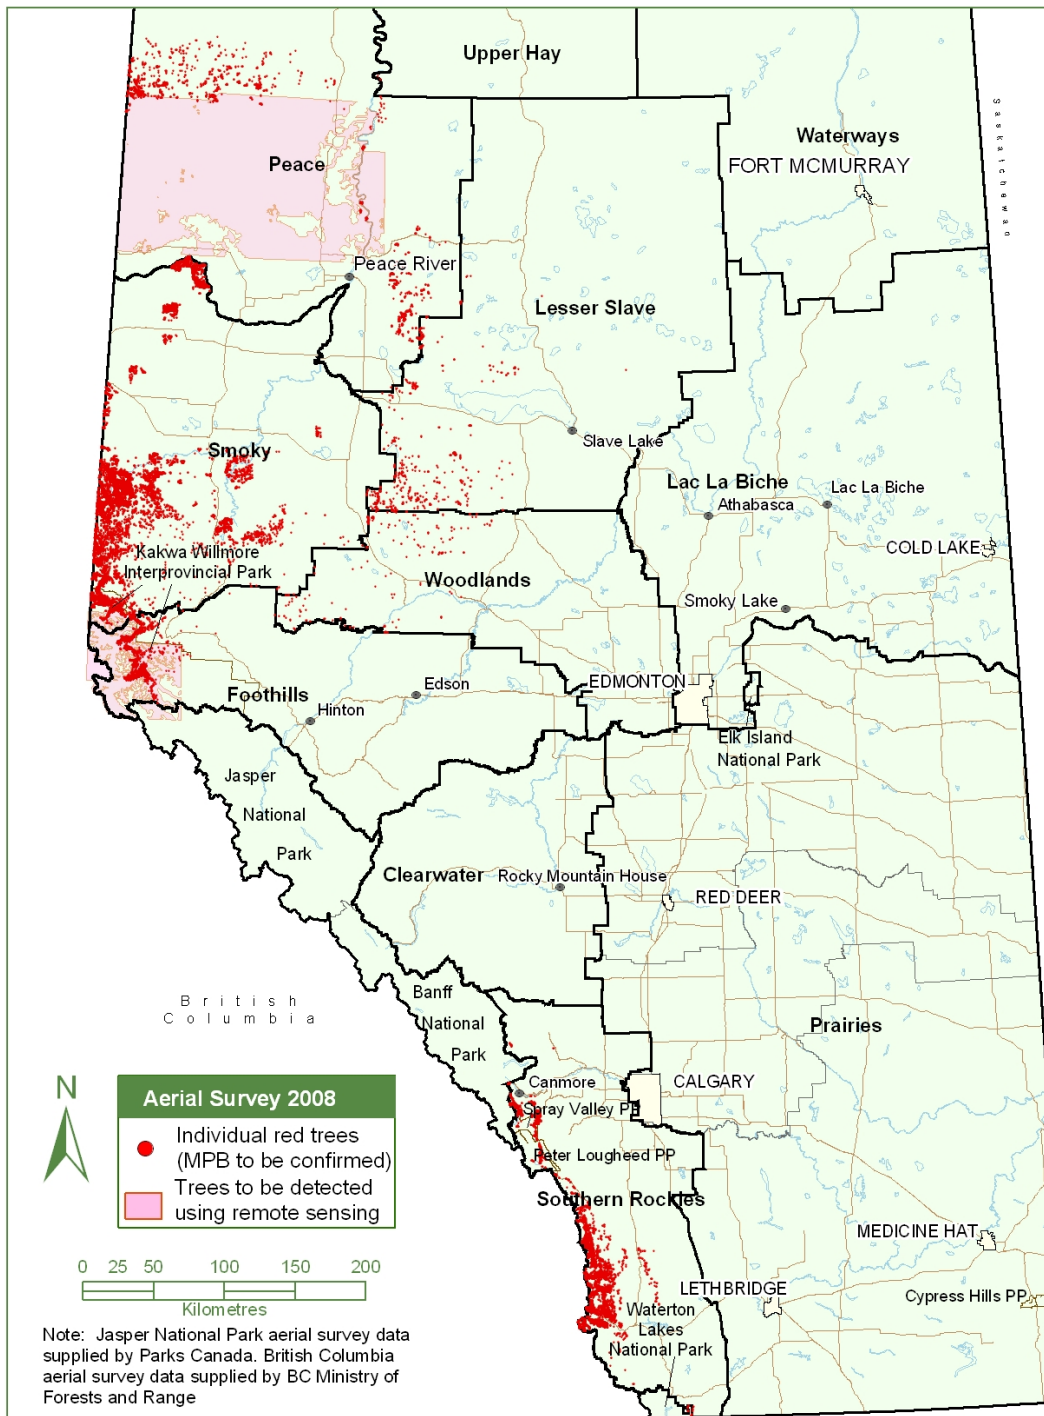 Upper Hay
Saskatchewan
Waterways
FORT MCMURRAY
Peace
Peace River
Lesser Slave
Smoky
Slave Lake
Lac La Biche
Lac La Biche
Athabasca
COLD LAKE
Kakwa Willmore
Interprovincial Park
Woodlands
Smoky Lake
EDMONTON
Foothills
Edson
Hinton
Elk Island
National Park
Jasper
National
Park
Clearwater
Rocky Mountain House
RED DEER
British
Columbia
Banff
National
Park
Prairies
Canmore
CALGARY
Spray Valley PP
Peter Lougheed PP
Southern Rockies
MEDICINE HAT
LETHBRIDGE
Cypress Hills PP
Waterton
Lakes
National Park
N
Aerial Survey 2008
Individual red trees
(MPB to be confirmed)
Trees to be detected
using remote sensing
0 25 50 100 150 200
Kilometres
Note: Jasper National Park aerial survey data
supplied by Parks Canada. British Columbia
aerial survey data supplied by BC Ministry of
Forests and Range